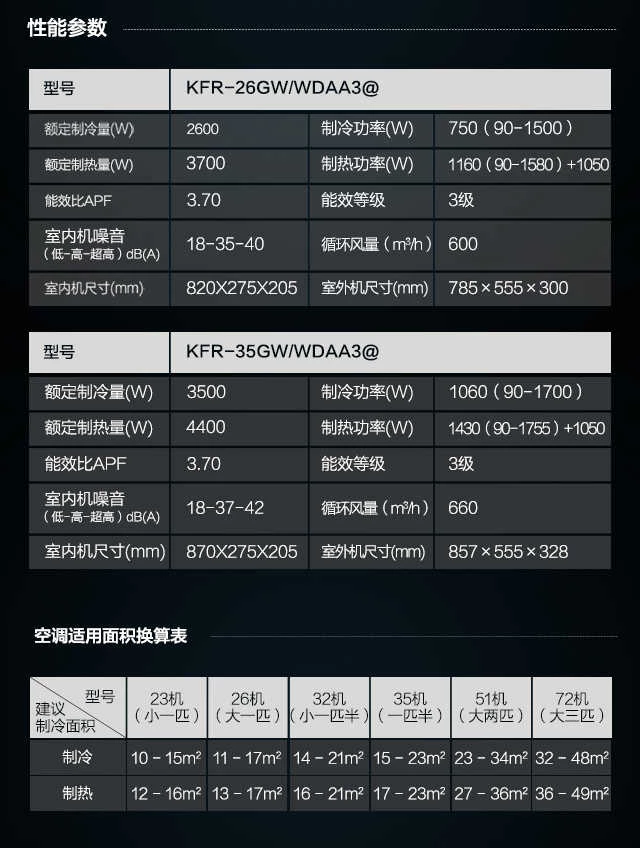 性能参数
型号 KFR-26GW/WDAA3@
额定制冷量(W) 2600 制冷功率(W) 750（90-1500）
额定制热量(W) 3700 制热功率(W) 1160（90-1580）+1050
能效比APF 3.70 能效等级 3级
室内机噪音
（低-高-超高）dB(A) 18-35-40 循环风量（m³/h） 600
室内机尺寸(mm) 820X275X205 室外机尺寸(mm) 785×555×300
型号 KFR-35GW/WDAA3@
额定制冷量(W) 3500 制冷功率(W) 1060（90-1700）
额定制热量(W) 4400 制热功率(W) 1430（90-1755）+1050
能效比APF 3.70 能效等级 3级
室内机噪音
（低-高-超高）dB(A) 18-37-42 循环风量（m³/h） 660
室内机尺寸(mm) 870X275X205 室外机尺寸(mm) 857×555×328
空调适用面积换算表
型号 23机 26机 32机 35机 51机 72机
建议 （小一匹） （大一匹） （小一匹半） （一匹半） （大两匹） （大三匹）
制冷面积
制冷 10-15m² 11-17m² 14-21m² 15-23m² 23-34m² 32-48m²
制热 12-16m² 13-17m² 16-21m² 17-23m² 27-36m² 36-49m²